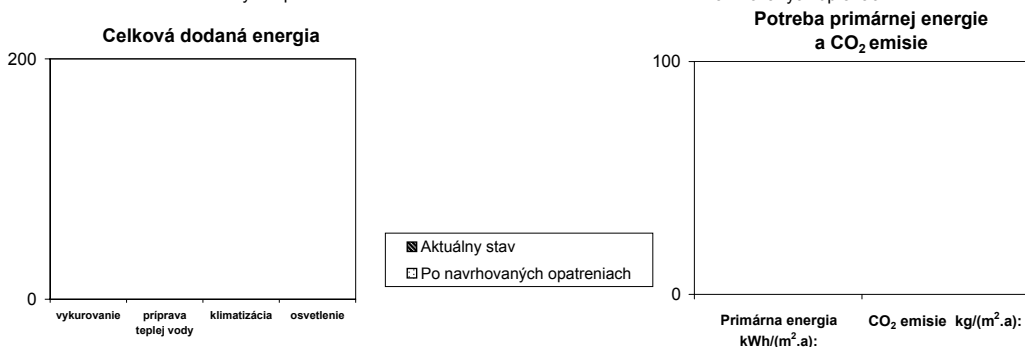 Celková dodaná energia
200
0
vykurovanie
príprava
teplej vody
klimatizácia
osvetlenie
Aktuálny stav
Po navrhovaných opatreniach
Potreba primárnej energie
a CO₂ emisie
100
0
Primárna energia
kWh/(m².a):
CO₂ emisie kg/(m².a):